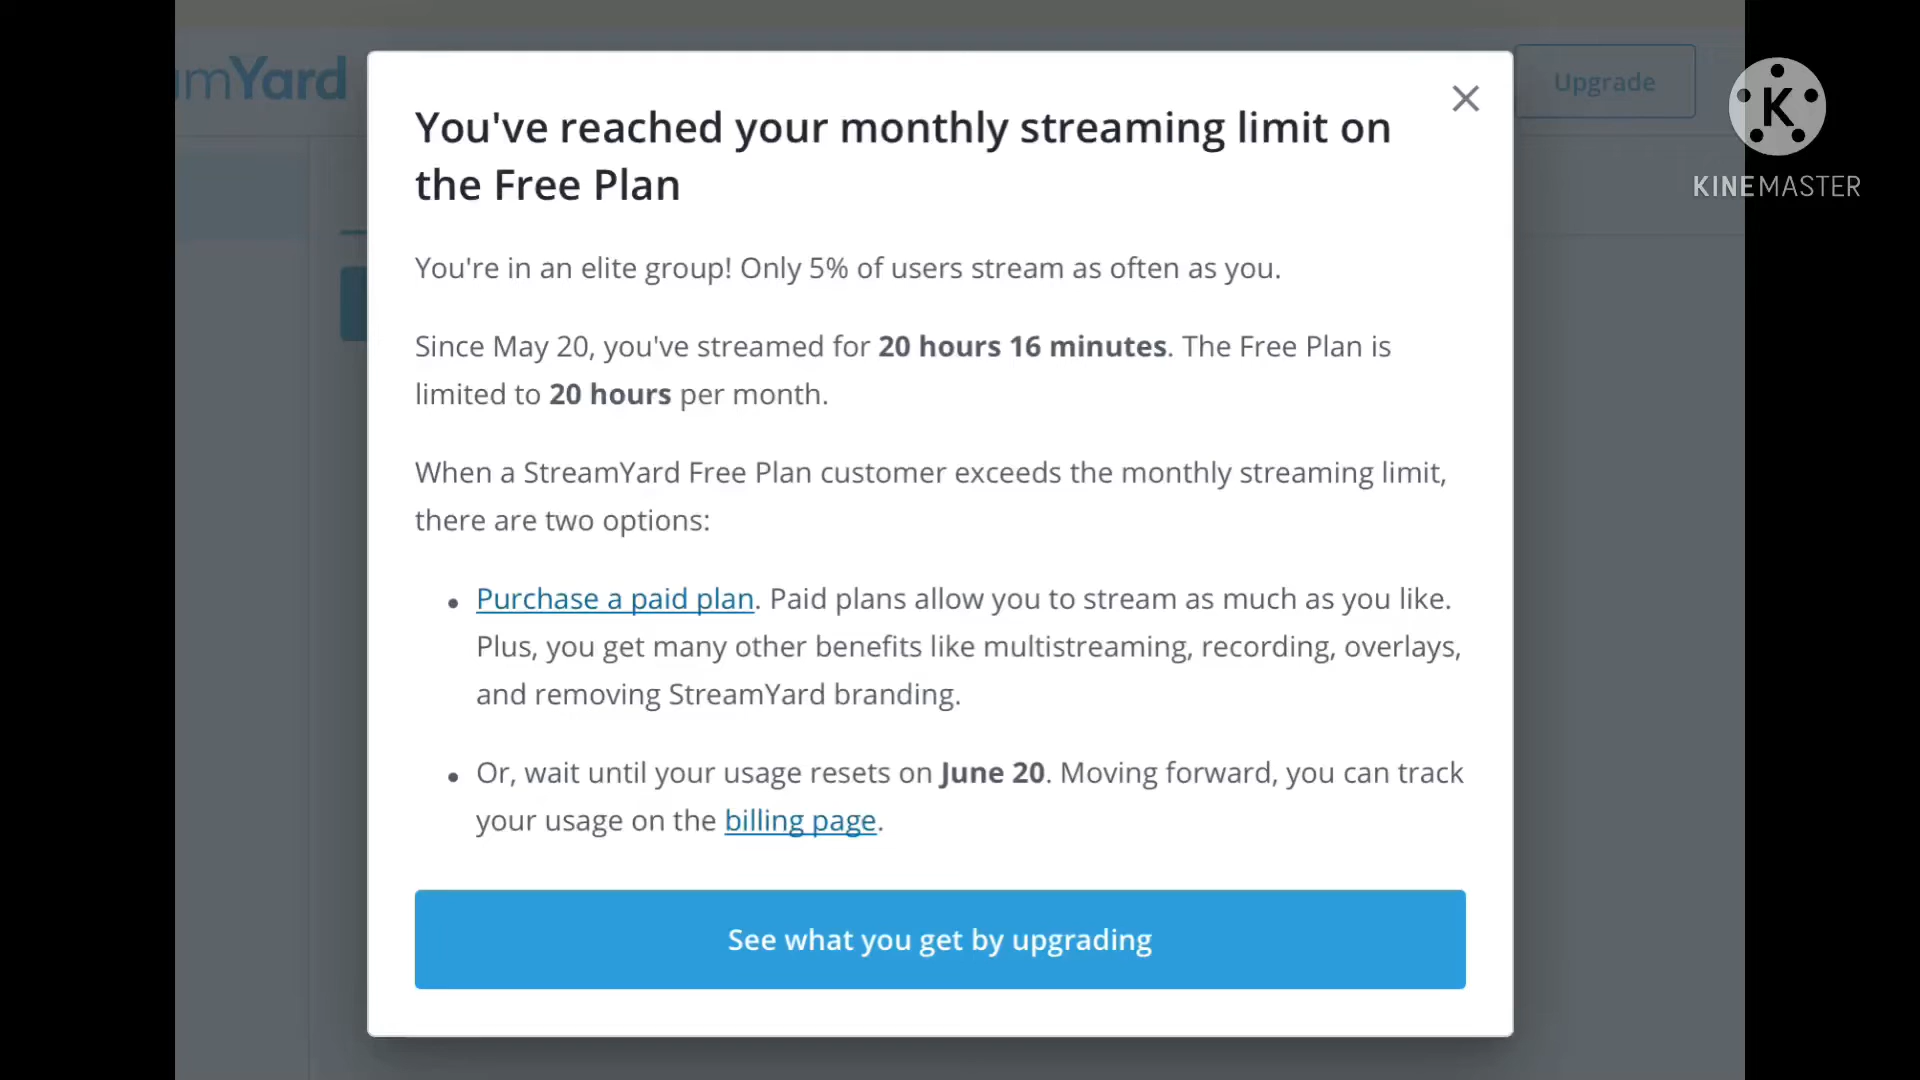 amYard
Upgrade
K
KINEMASTER
You've reached your monthly streaming limit on
the Free Plan
You're in an elite group! Only 5% of users stream as often as you.
Since May 20, you've streamed for 20 hours 16 minutes. The Free Plan is
limited to 20 hours per month.
When a StreamYard Free Plan customer exceeds the monthly streaming limit,
there are two options:
• Purchase a paid plan. Paid plans allow you to stream as much as you like.
Plus, you get many other benefits like multistreaming, recording, overlays,
and removing StreamYard branding.
• Or, wait until your usage resets on June 20. Moving forward, you can track
your usage on the billing page.
See what you get by upgrading